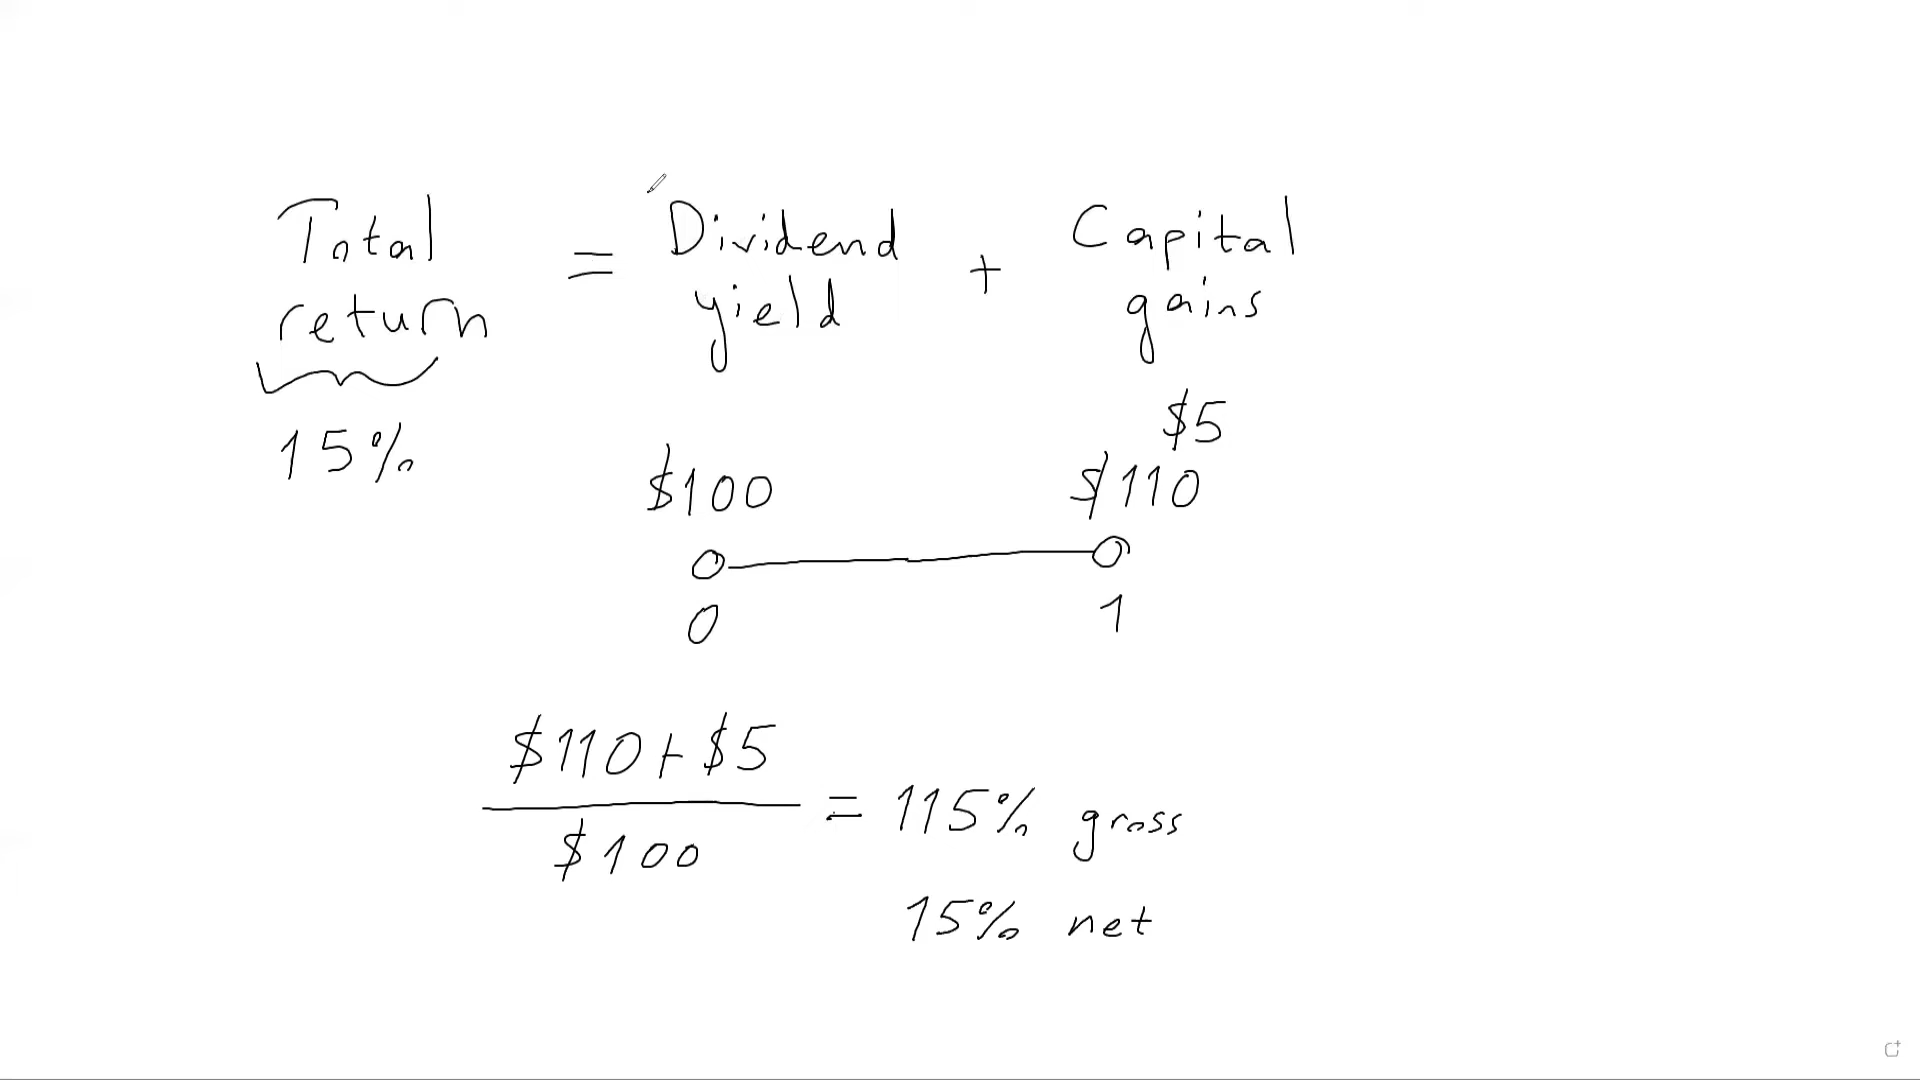 Total return = Dividend yield + Capital gains
15%
$5
$100 $110
0 1
$110 + $5
$100
= 115% gross
15% net